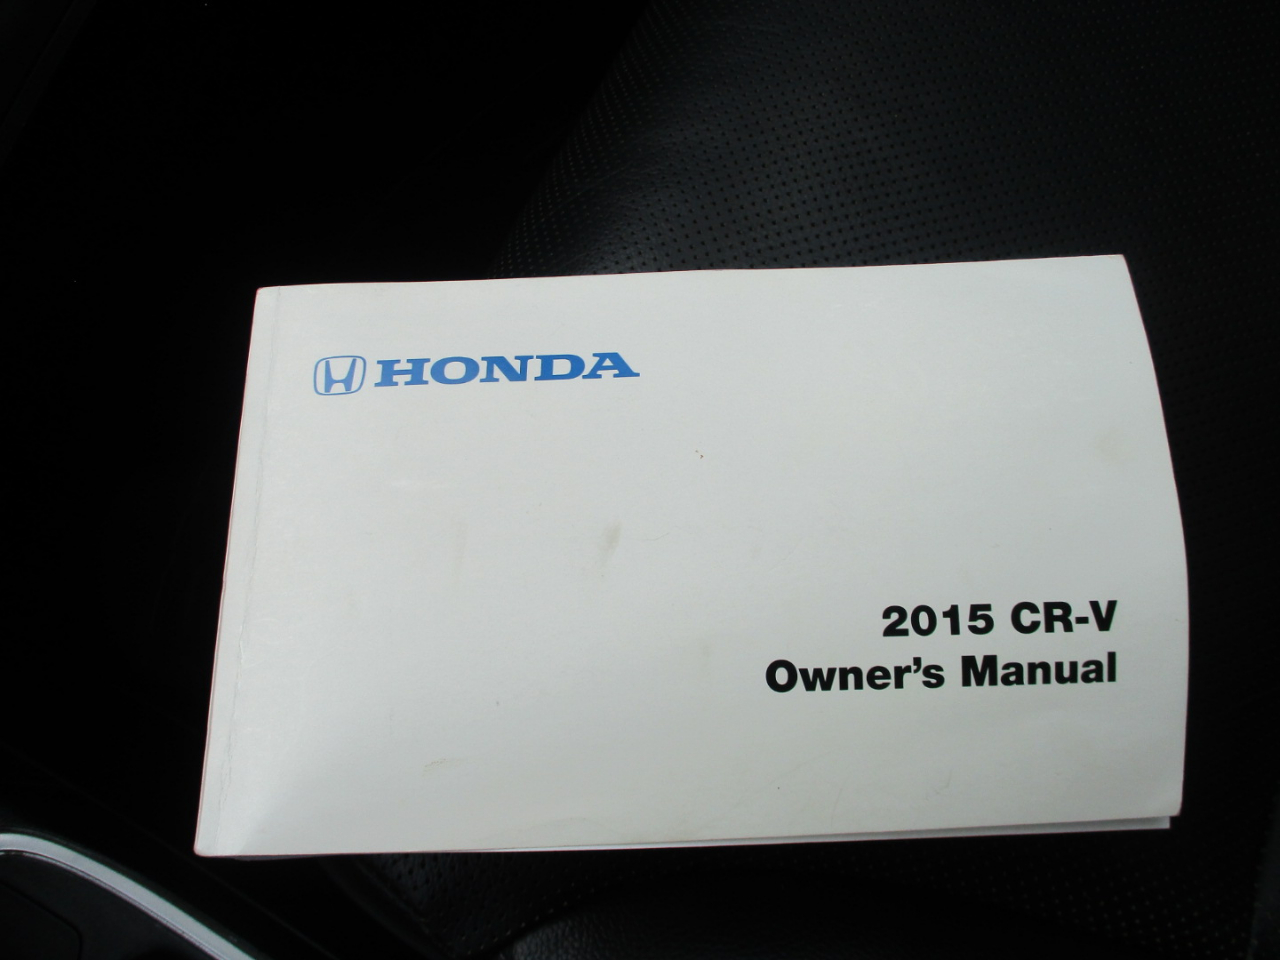 HONDA
2015 CR-V
Owner's Manual